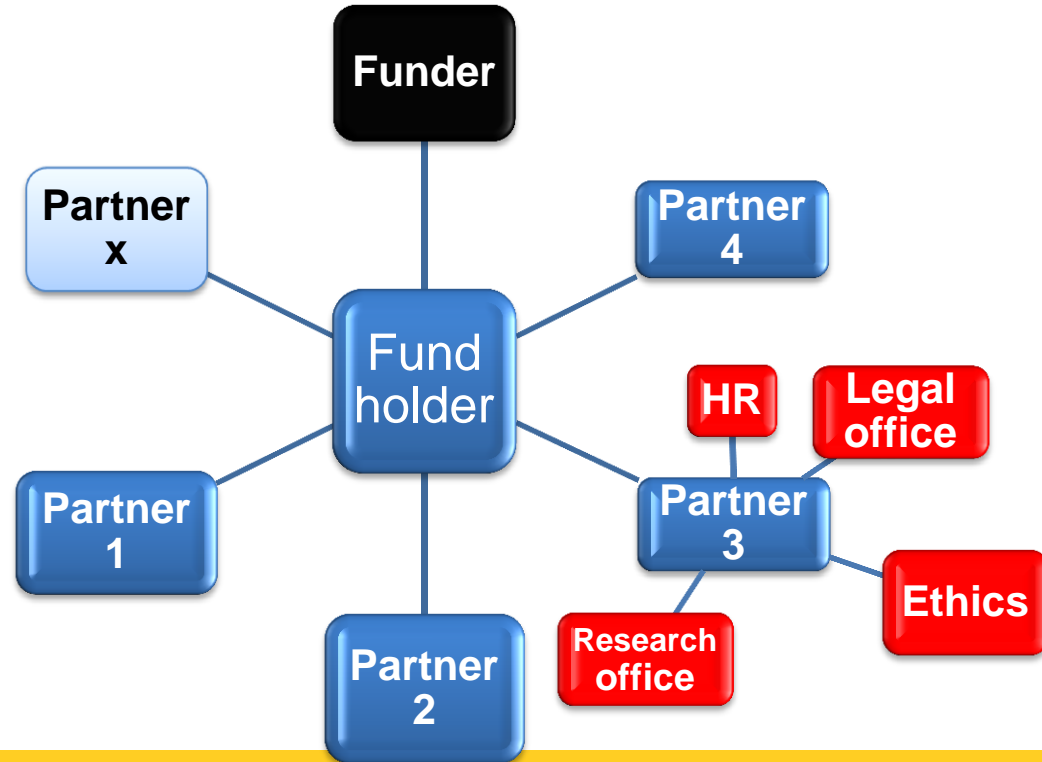 Funder
Partner
x
Partner
4
Fund
holder
HR
Legal
office
Partner
1
Partner
3
Ethics
Research
office
Partner
2